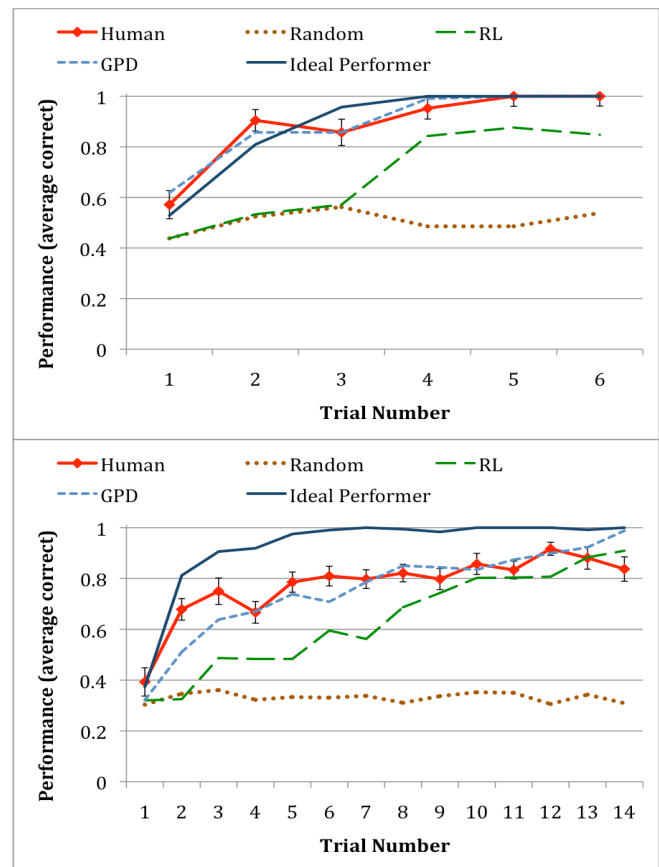 Human Random RL
GPD Ideal Performer
Performance (average correct)
1
0.8
0.6
0.4
0.2
0
1 2 3 4 5 6
Trial Number
Human Random RL
GPD Ideal Performer
Performance (average correct)
1
0.8
0.6
0.4
0.2
0
1 2 3 4 5 6 7 8 9 10 11 12 13 14
Trial Number